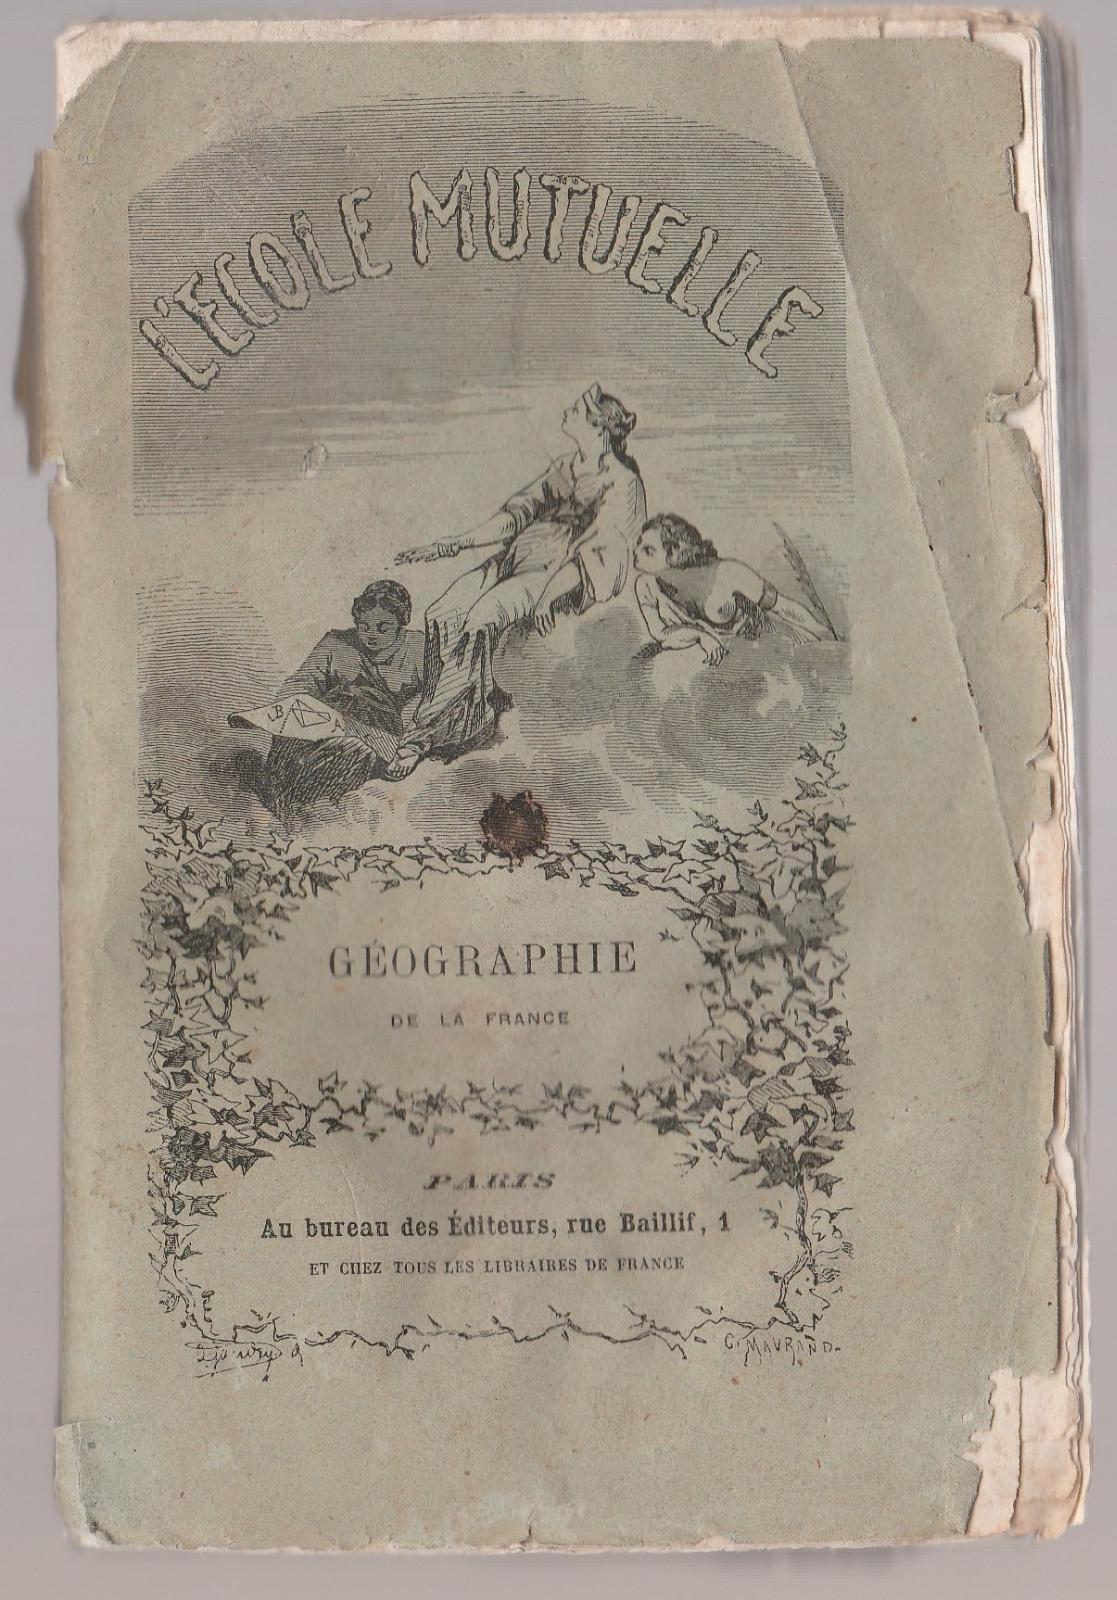 L'ECOLE MUTUELLE
B
A
GÉOGRAPHIE
DE LA FRANCE
PARIS
Au bureau des Éditeurs, rue Baillif, 1
ET CHEZ TOUS LES LIBRAIRES DE FRANCE
C. MAURAND